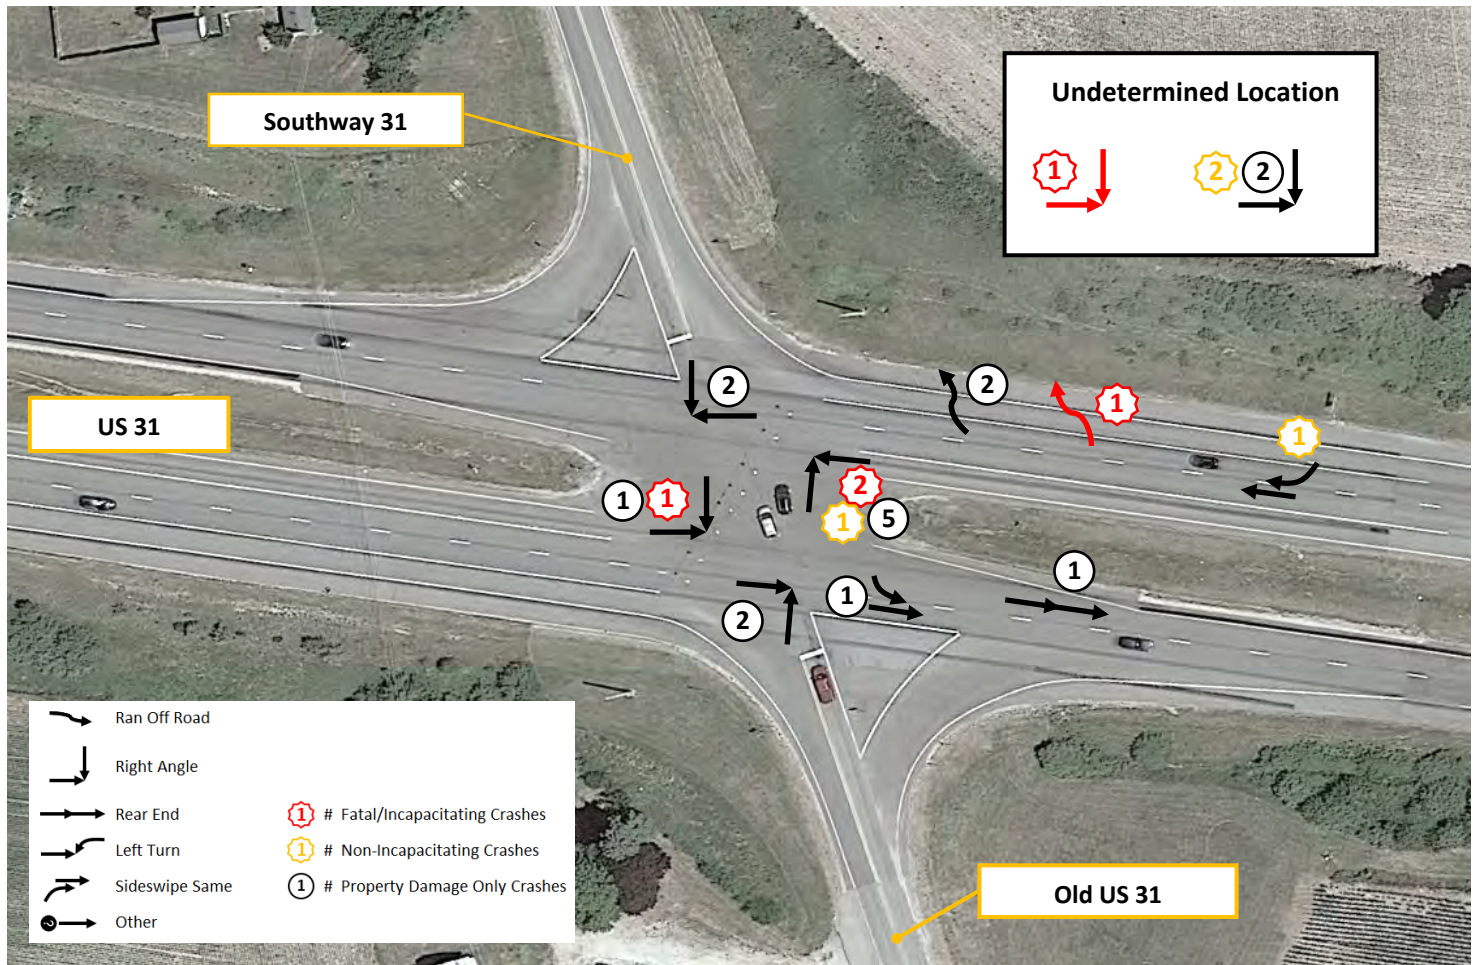 Southway 31
Undetermined Location
1
2 2
US 31
2
2
1
1
1 1
2
1 5
1
1
2
Ran Off Road
Right Angle
Rear End
Left Turn
Sideswipe Same
? Other
1 # Fatal/Incapacitating Crashes
1 # Non-Incapacitating Crashes
1 # Property Damage Only Crashes
Old US 31